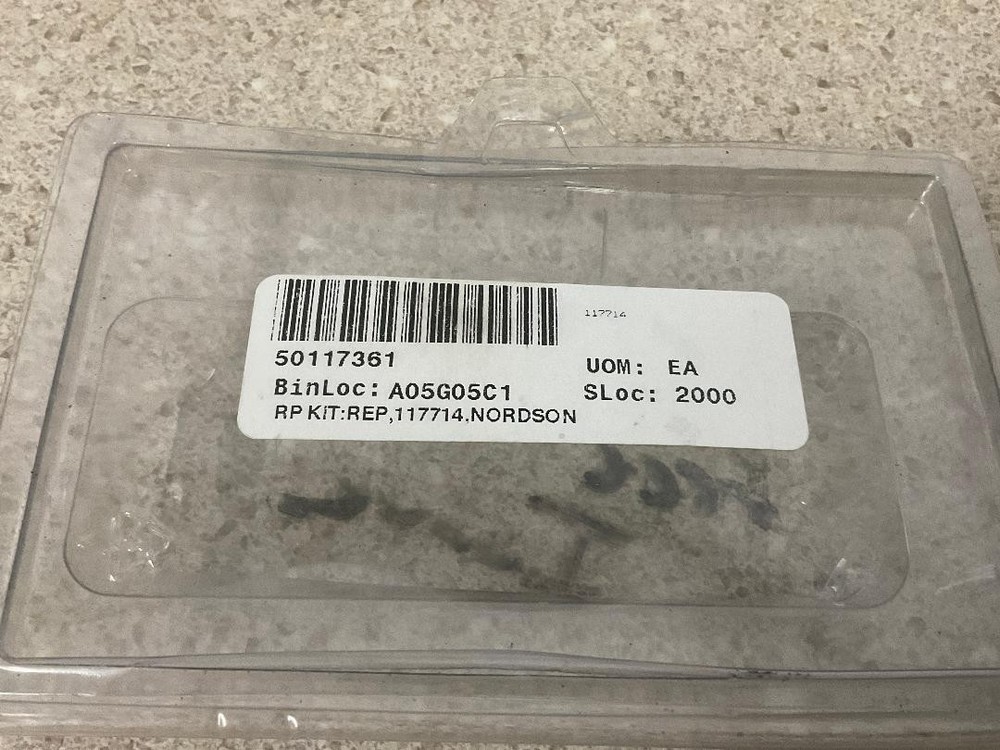 117714
50117361
UOM: EA
BinLoc: A05G05C1
SLoc: 2000
RP KIT:REP,117714,NORDSON